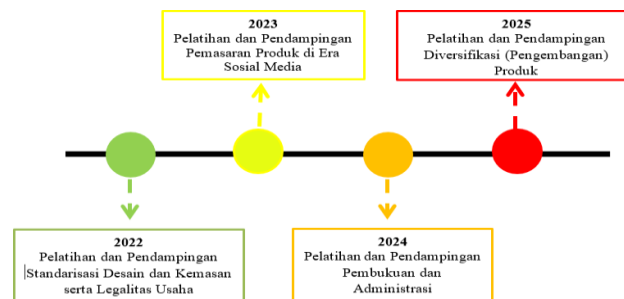 2023
Pelatihan dan Pendampingan
Pemasaran Produk di Era
Sosial Media
2025
Pelatihan dan Pendampingan
Diversifikasi (Pengembangan)
Produk
2022
Pelatihan dan Pendampingan
Standarisasi Desain dan Kemasan
serta Legalitas Usaha
2024
Pelatihan dan Pendampingan
Pembukuan dan
Administrasi